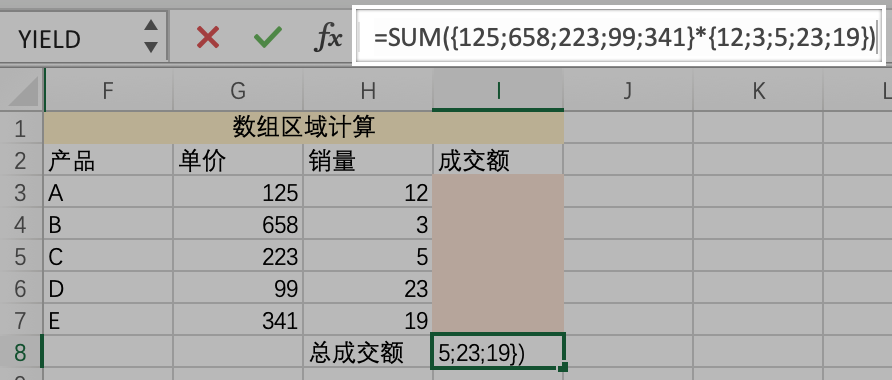 YIELD fx =SUM({125;658;223;99;341}*{12;3;5;23;19})
F G H I J K L
1 数组区域计算
2 产品 单价 销量 成交额
3 A 125 12
4 B 658 3
5 C 223 5
6 D 99 23
7 E 341 19
8 总成交额 5;23;19})